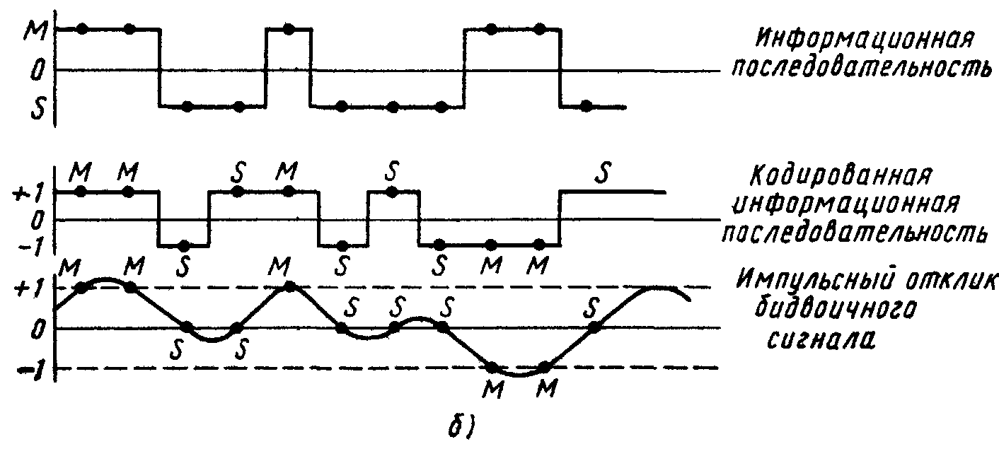 M
0
S
Информационная
последовательность
M M S M S S
+1
0
-1
S S S M M
Кодированная
информационная
последовательность
M M M
+1
0
-1
S S S S
S S
M M
Импульсный отклик
бидвоичного
сигнала
б)